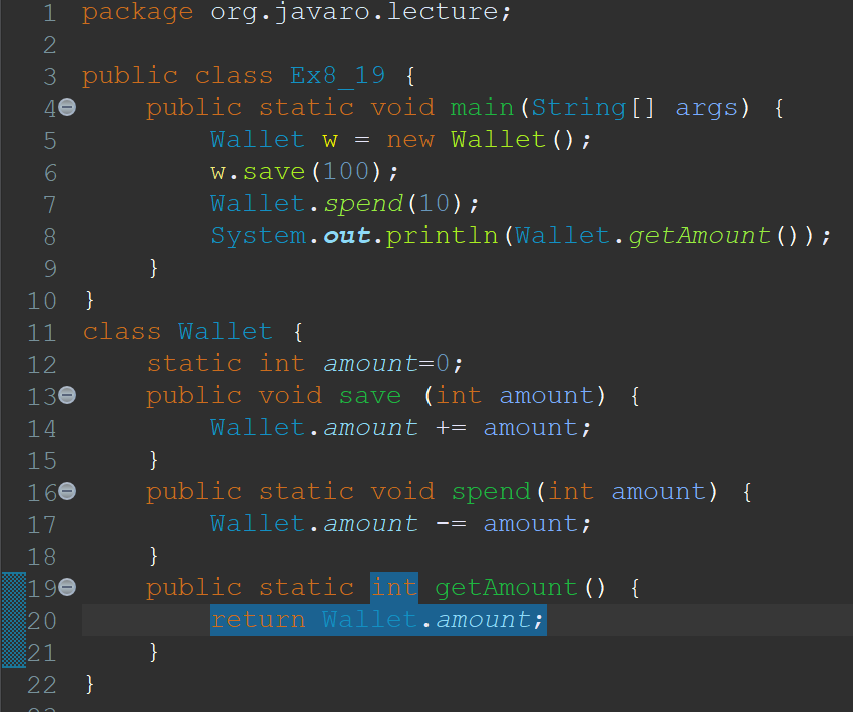 1 package org.javaro.lecture;
2
3 public class Ex8_19 {
4     public static void main(String[] args) {
5         Wallet w = new Wallet();
6         w.save(100);
7         Wallet.spend(10);
8         System.out.println(Wallet.getAmount());
9     }
10 }
11 class Wallet {
12     static int amount=0;
13     public void save (int amount) {
14         Wallet.amount += amount;
15     }
16     public static void spend(int amount) {
17         Wallet.amount -= amount;
18     }
19     public static int getAmount() {
20         return Wallet.amount;
21     }
22 }